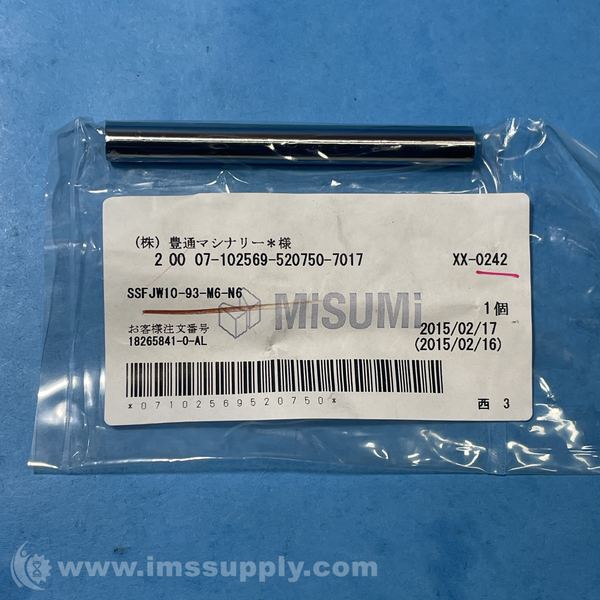 (株) 豊通マシナリー*様
2 00 07-102569-520750-7017 XX-0242
SSFJW10-93-M6-N6
MiSUMi
1個
お客様注文番号
2015/02/17
18265841-0-AL
(2015/02/16)
*07102569520750*
西 3
www.imssupply.com